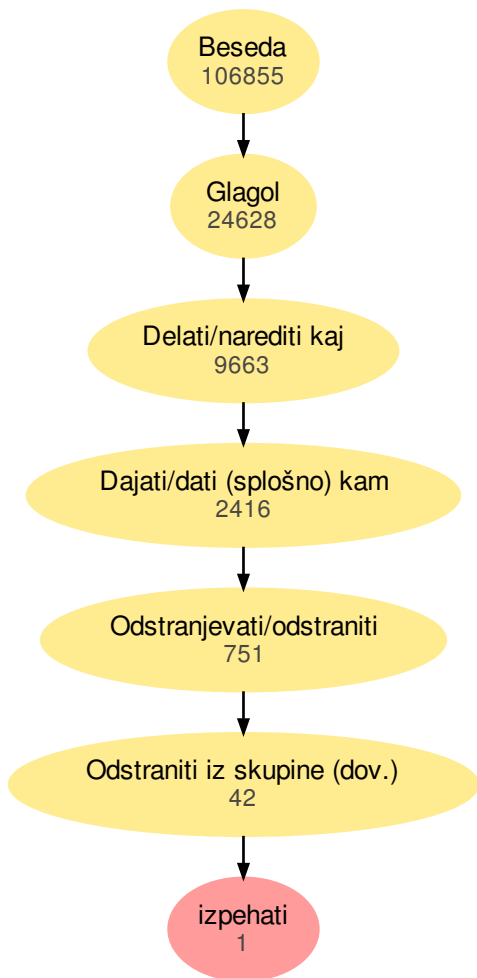 Beseda
106855
Glagol
24628
Delati/narediti kaj
9663
Dajati/dati (splošno) kam
2416
Odstranjevati/odstraniti
751
Odstraniti iz skupine (dov.)
42
izpehati
1